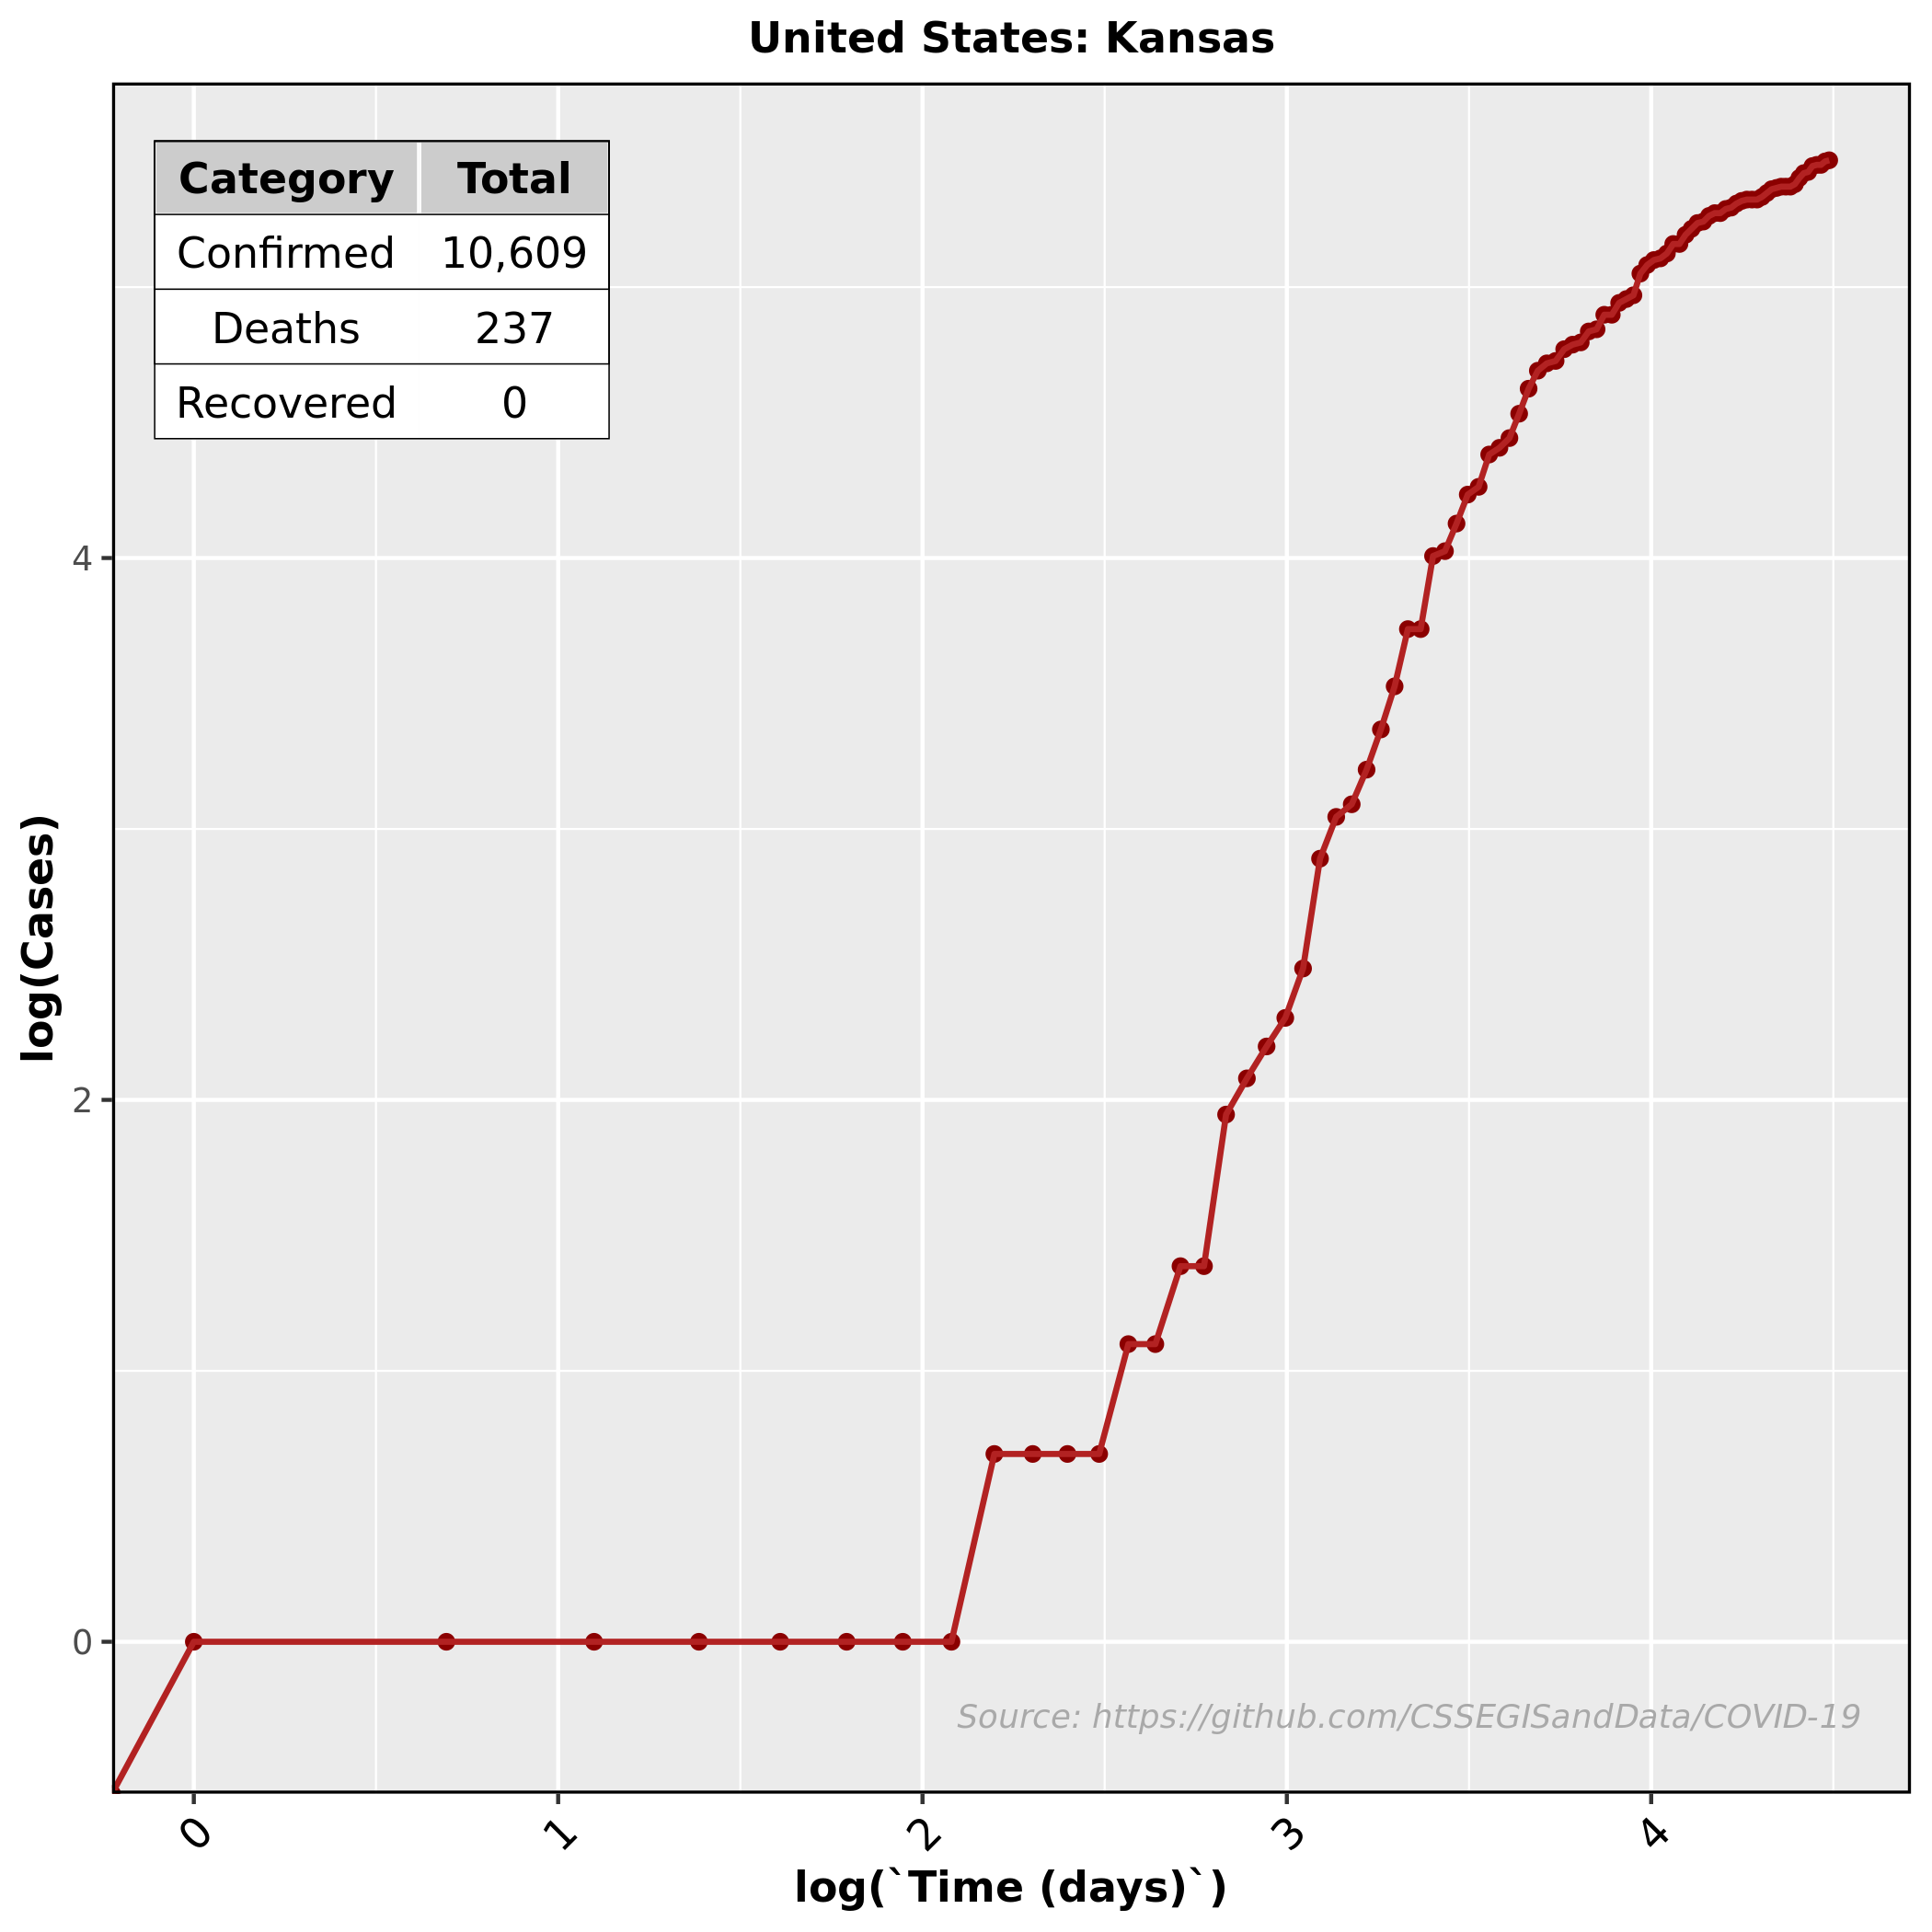 United States: Kansas
Category Total
Confirmed 10,609
Deaths 237
Recovered 0
4
2
0
log(Cases)
Source: https://github.com/CSSEGISandData/COVID-19
0 1 2 3 4
log(`Time (days)`)